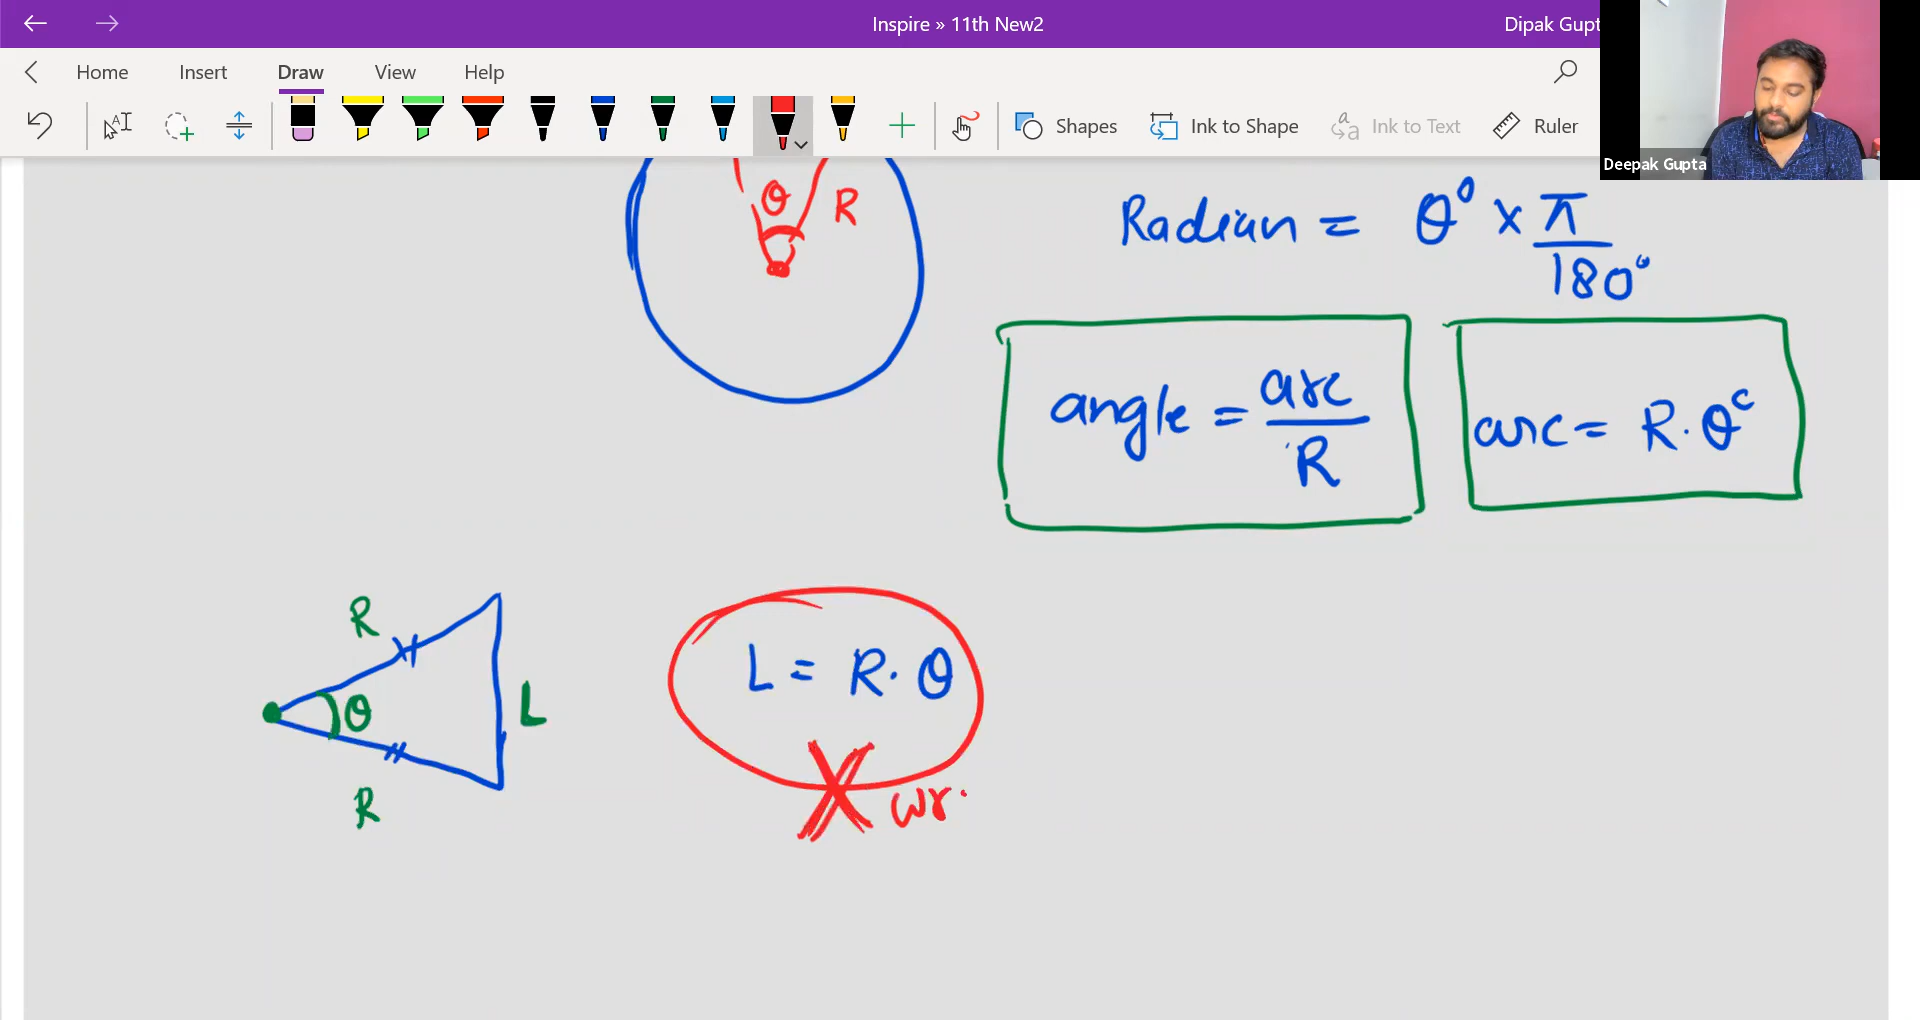 Inspire » 11th New2
Dipak Gupt
Home Insert Draw View Help
Shapes Ink to Shape Ink to Text Ruler
Deepak Gupta
θ R
Radian = θ° × π/180°
angle = arc/R
arc = R·θᶜ
R
θ L
R
L = R·θ
wr